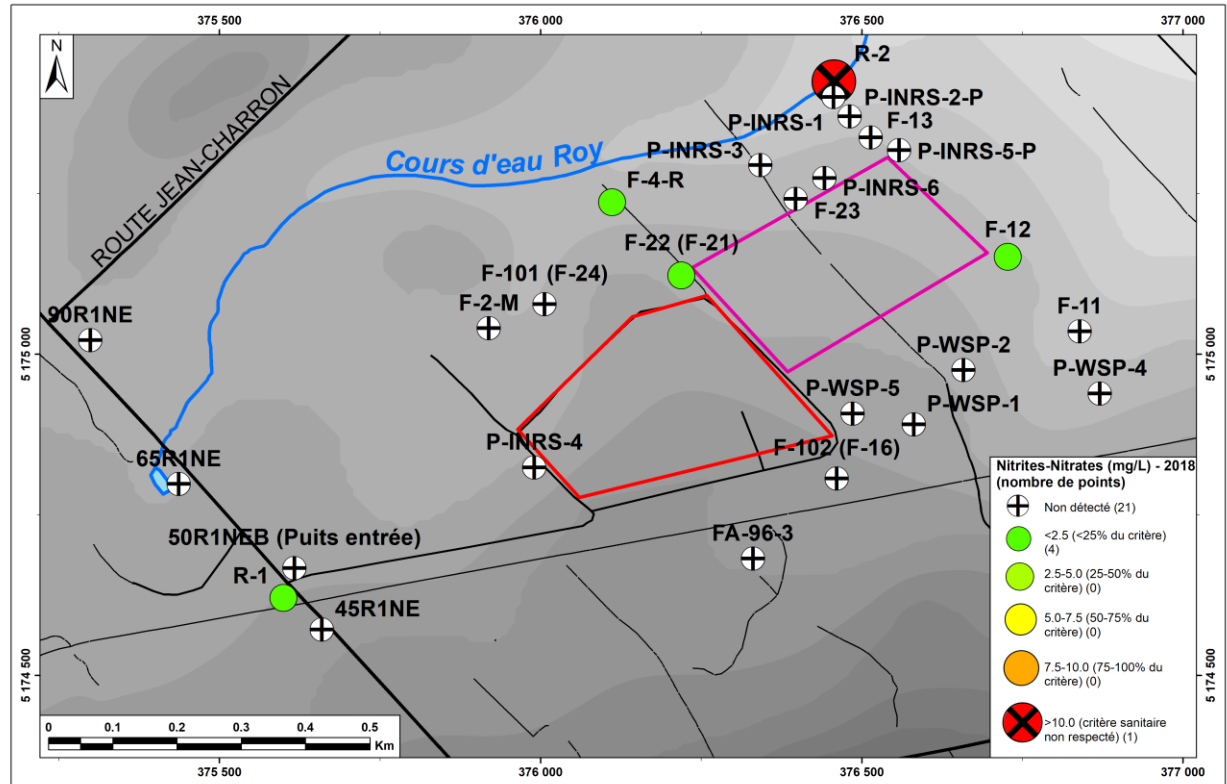 375 500
376 000
376 500
377 000
N
R-2
P-INRS-2-P
P-INRS-1
F-13
ROUTE JEAN-CHARRON
P-INRS-3
P-INRS-5-P
Cours d'eau Roy
P-INRS-6
F-4-R
F-23
F-22 (F-21)
F-12
F-101 (F-24)
F-2-M
90R1NE
F-11
5 175 000
5 175 000
P-WSP-2
P-WSP-4
P-WSP-5
P-WSP-1
P-INRS-4
F-102 (F-16)
65R1NE
50R1NEB (Puits entrée)
FA-96-3
R-1
45R1NE
5 174 500
5 174 500
Nitrites-Nitrates (mg/L) - 2018
(nombre de points)
Non détecté (21)
<2.5 (<25% du critère)
(4)
2.5-5.0 (25-50% du
critère) (0)
5.0-7.5 (50-75% du
critère) (0)
7.5-10.0 (75-100% du
critère) (0)
>10.0 (critère sanitaire
non respecté) (1)
0 0.1 0.2 0.3 0.4 0.5
Km
375 500
376 000
376 500
377 000